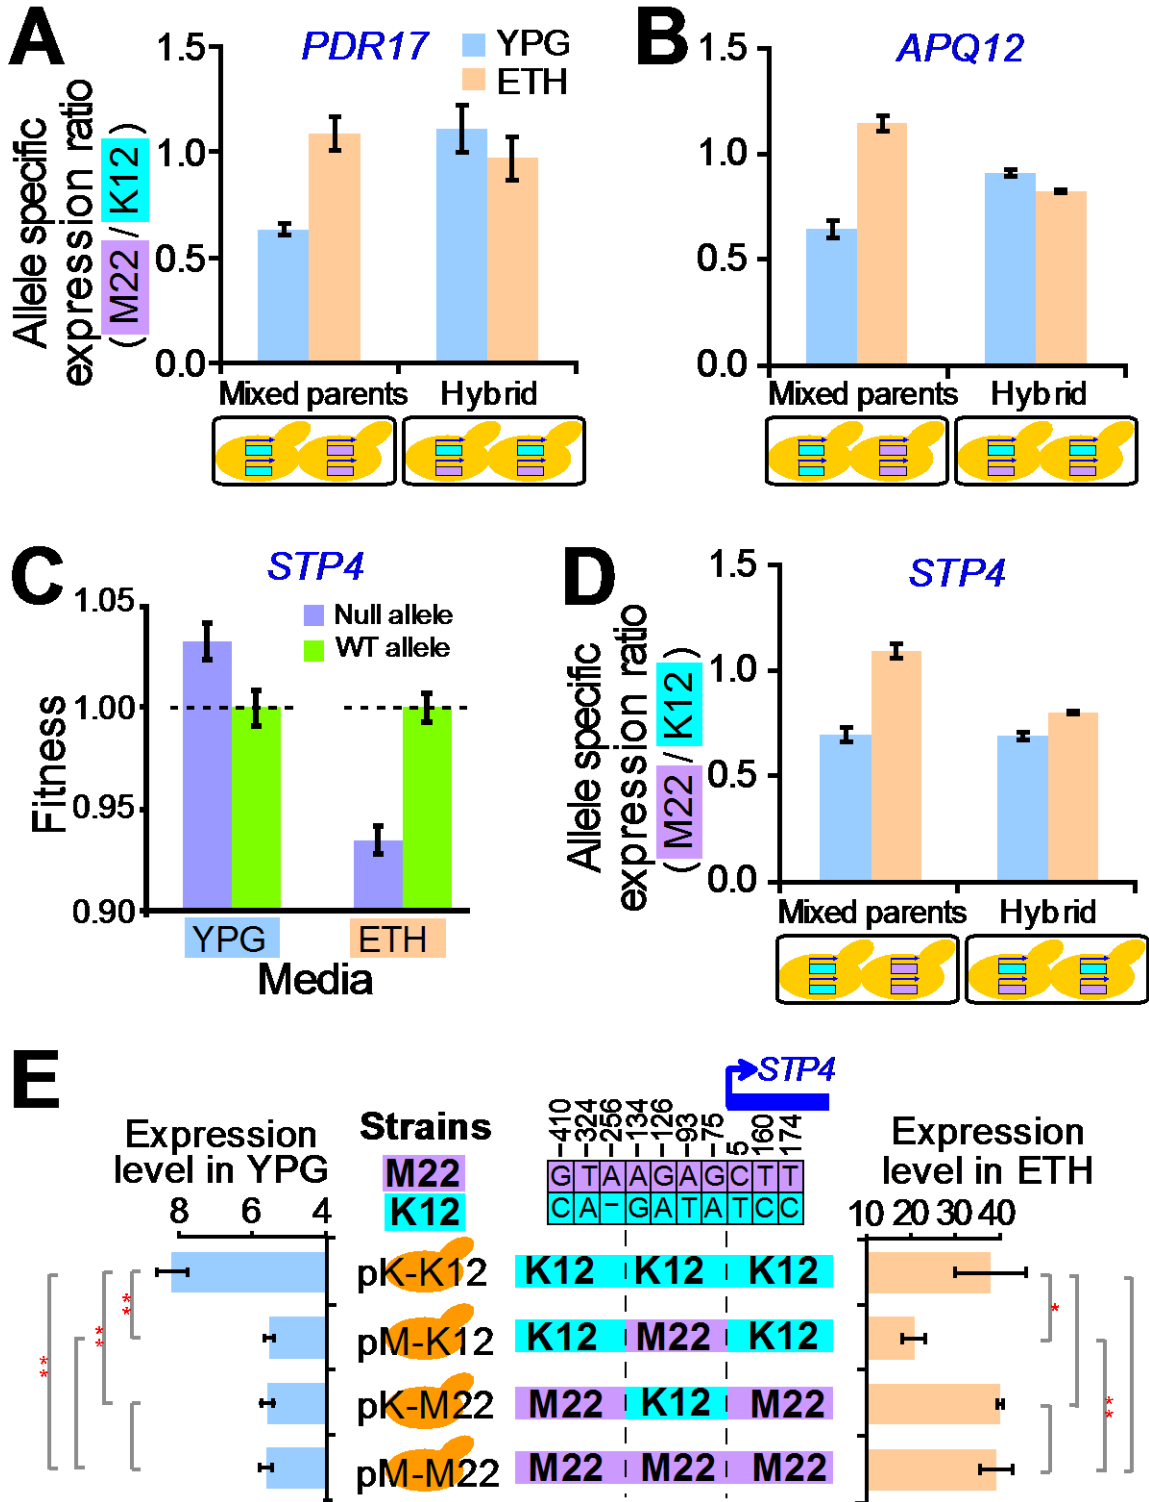 A
PDR17
YPG
ETH
Allele specific
expression ratio
( M22 / K12 )
1.5
1.0
0.5
0.0
Mixed parents
Hybrid
B
APQ12
1.5
1.0
0.5
0.0
Mixed parents
Hybrid
C
STP4
Null allele
WT allele
Fitness
1.05
1.00
0.95
0.90
YPG
ETH
Media
D
STP4
Allele specific
expression ratio
( M22 / K12 )
1.5
1.0
0.5
0.0
Mixed parents
Hybrid
E
Expression
level in YPG
8 6 4
Strains
M22
K12
STP4
-410 -324 -256 -134 -126 -93 -75 5 160 174
G T A A G A G C T T
C A - G A T A T C C
Expression
level in ETH
10 20 30 40
pK-K12 K12 K12 K12
pM-K12 K12 M22 K12
pK-M22 M22 K12 M22
pM-M22 M22 M22 M22
** ** **
* **